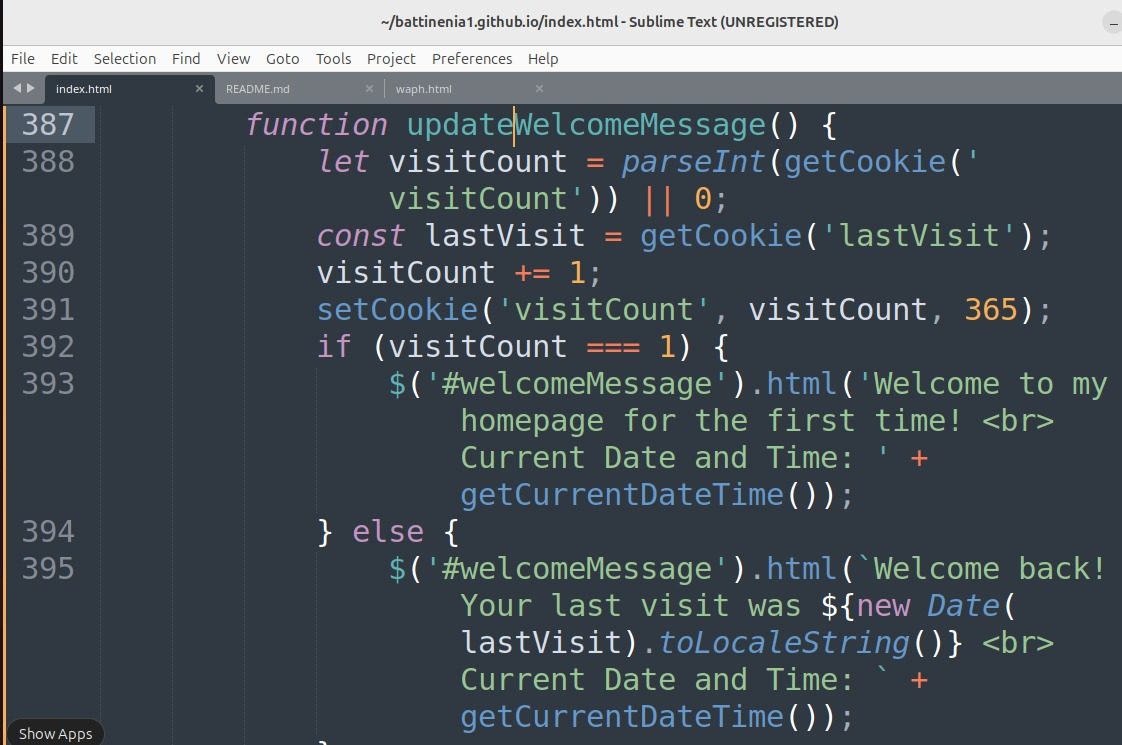 ~/battinenia1.github.io/index.html - Sublime Text (UNREGISTERED)
File Edit Selection Find View Goto Tools Project Preferences Help
index.html × README.md × waph.html ×
387 function updateWelcomeMessage() {
388 let visitCount = parseInt(getCookie('
visitCount')) || 0;
389 const lastVisit = getCookie('lastVisit');
390 visitCount += 1;
391 setCookie('visitCount', visitCount, 365);
392 if (visitCount === 1) {
393 $('#welcomeMessage').html('Welcome to my
homepage for the first time! <br>
Current Date and Time: ' +
getCurrentDateTime());
394 } else {
395 $('#welcomeMessage').html(`Welcome back!
Your last visit was ${new Date(
lastVisit).toLocaleString()} <br>
Current Date and Time: ` +
getCurrentDateTime());
Show Apps